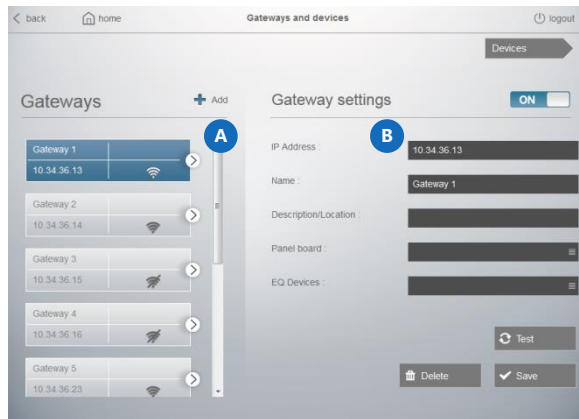 back
home
Gateways and devices
logout
Devices
Gateways
Add
Gateway settings
ON
A
B
Gateway 1
10.34.36.13
Gateway 2
10.34.36.14
Gateway 3
10.34.36.15
Gateway 4
10.34.36.16
Gateway 5
10.34.36.23
IP Address :
10.34.36.13
Name :
Gateway 1
Description/Location :
Panel board :
EQ Devices :
Test
Delete
Save